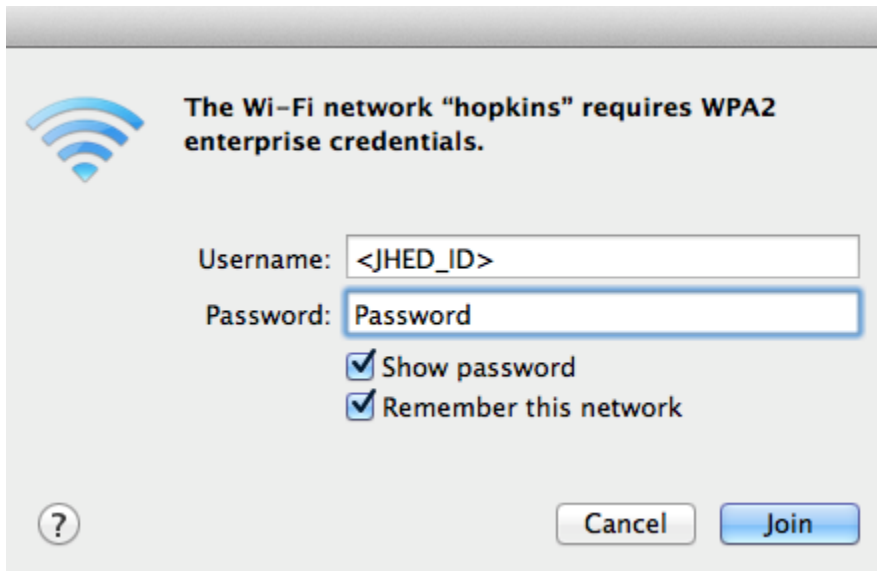 The Wi-Fi network “hopkins” requires WPA2
enterprise credentials.
Username: <JHED_ID>
Password: Password
Show password
Remember this network
? Cancel Join